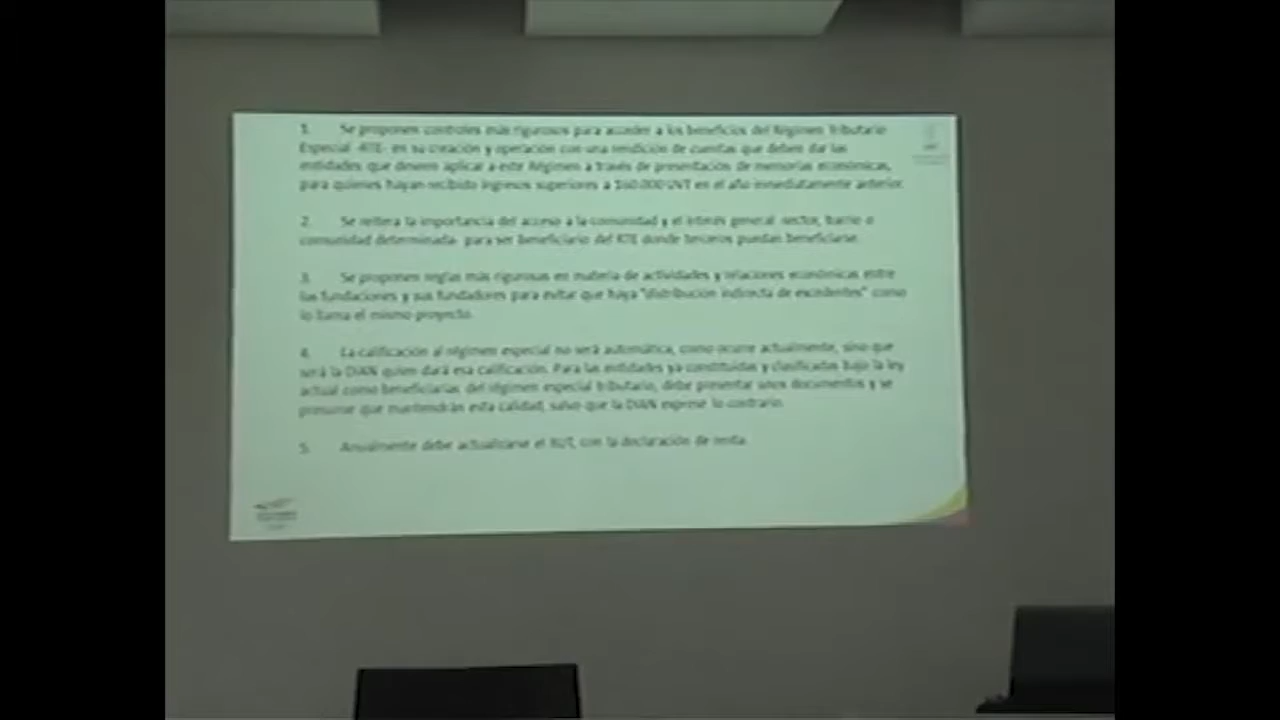 1. Se proponen controles más rigurosos para acceder a los beneficios del Régimen Tributario
Especial -RTE- en su creación y operación con una rendición de cuentas que deben dar las
entidades que deseen aplicar a este Régimen a través de presentación de memorias económicas,
para quienes hayan recibido ingresos superiores a 160.000 UVT en el año inmediatamente anterior.
2. Se reitera la importancia del acceso a la comunidad y el interés general sector, barrio o
comunidad determinada- para ser beneficiario del RTE donde terceros puedan beneficiarse.
3. Se proponen reglas más rigurosas en materia de actividades y relaciones económicas entre
las fundaciones y sus fundadores para evitar que haya "distribución indirecta de excedentes" como
lo llama el mismo proyecto.
4. La calificación al régimen especial no será automática, como ocurre actualmente, sino que
será la DIAN quien dará esa calificación. Para las entidades ya constituidas y clasificadas bajo la ley
actual como beneficiarias del régimen especial tributario, debe presentar unos documentos y se
presume que mantendrán esta calidad, salvo que la DIAN exprese lo contrario.
5. Anualmente debe actualizarse el RUT, con la declaración de renta.